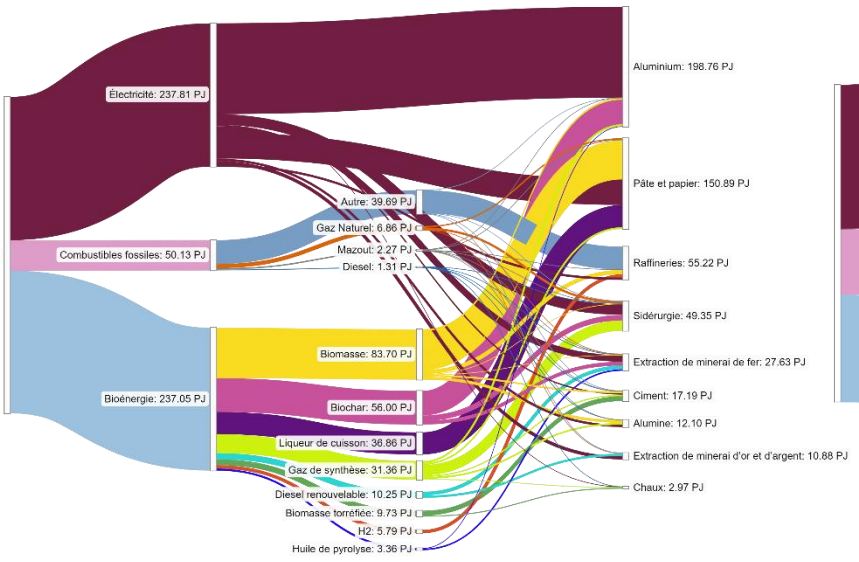 Électricité: 237.81 PJ
Combustibles fossiles: 50.13 PJ
Bioénergie: 237.05 PJ
Autre: 39.69 PJ
Gaz Naturel: 6.86 PJ
Mazout: 2.27 PJ
Diesel: 1.31 PJ
Biomasse: 83.70 PJ
Biochar: 56.00 PJ
Liqueur de cuisson: 36.86 PJ
Gaz de synthèse: 31.36 PJ
Diesel renouvelable: 10.25 PJ
Biomasse torréfiée: 9.73 PJ
H2: 5.79 PJ
Huile de pyrolyse: 3.36 PJ
Aluminium: 198.76 PJ
Pâte et papier: 150.89 PJ
Raffineries: 55.22 PJ
Sidérurgie: 49.35 PJ
Extraction de minerai de fer: 27.63 PJ
Ciment: 17.19 PJ
Alumine: 12.10 PJ
Extraction de minerai d'or et d'argent: 10.88 PJ
Chaux: 2.97 PJ